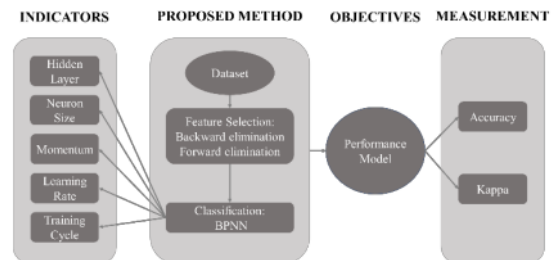 INDICATORS
PROPOSED METHOD
OBJECTIVES
MEASUREMENT
Hidden
Layer
Neuron
Size
Momentum
Learning
Rate
Training
Cycle
Dataset
Feature Selection:
Backward elimination
Forward climination
Classification:
BPNN
Performance
Model
Accuracy
Kappa